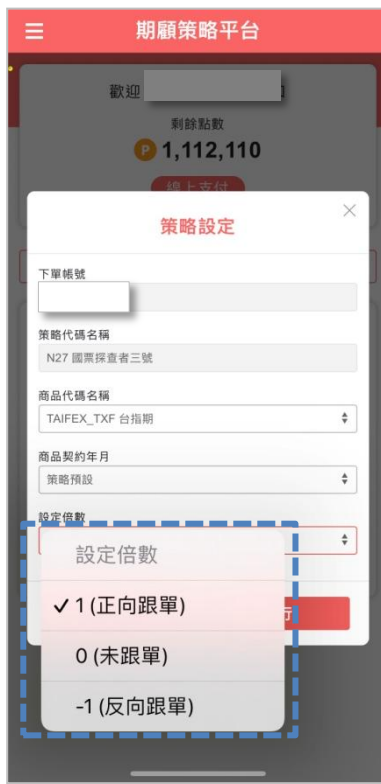 期顧策略平台
歡迎
剩餘點數
P 1,112,110
線上支付
策略設定
下單帳號
策略代碼名稱
N27 國票探查者三號
商品代碼名稱
TAIFEX_TXF 台指期
商品契約年月
策略預設
設定倍數
設定倍數
✓ 1 (正向跟單)
行
0 (未跟單)
-1 (反向跟單)